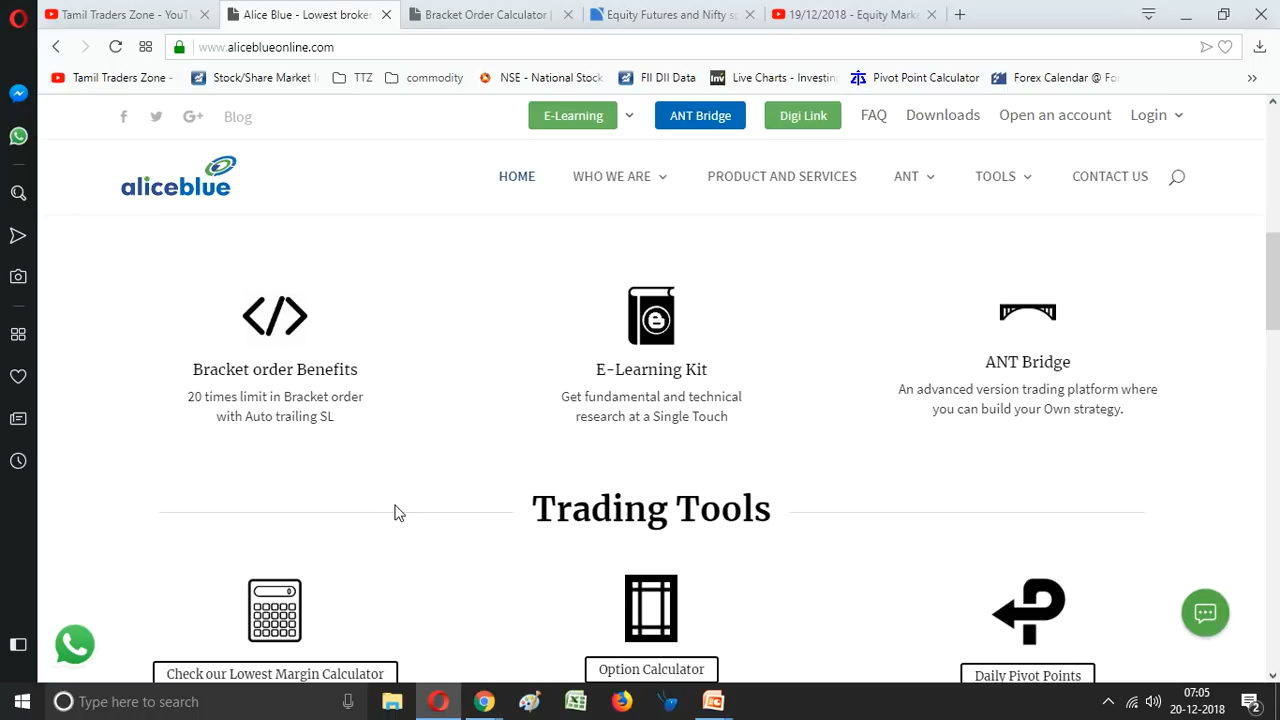 Tamil Traders Zone - YouT
Alice Blue - Lowest broker
Bracket Order Calculator |
Equity Futures and Nifty sp
19/12/2018 - Equity Mark
www.aliceblueonline.com
Tamil Traders Zone -
Stock/Share Market I
TTZ
commodity
NSE - National Stock
FII DII Data
Inv
Live Charts - Investin
Pivot Point Calculator
Forex Calendar @ Fo
Blog
E-Learning
ANT Bridge
Digi Link
FAQ
Downloads
Open an account
Login
aliceblue
HOME
WHO WE ARE
PRODUCT AND SERVICES
ANT
TOOLS
CONTACT US
Bracket order Benefits
20 times limit in Bracket order
with Auto trailing SL
E-Learning Kit
Get fundamental and technical
research at a Single Touch
ANT Bridge
An advanced version trading platform where
you can build your Own strategy.
Trading Tools
Check our Lowest Margin Calculator
Option Calculator
Daily Pivot Points
Type here to search
07:05
20-12-2018
2